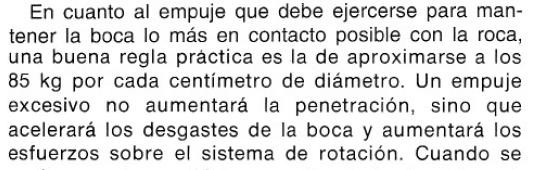 En cuanto al empuje que debe ejercerse para man-
tener la boca lo más en contacto posible con la roca,
una buena regla práctica es la de aproximarse a los
85 kg por cada centímetro de diámetro. Un empuje
excesivo no aumentará la penetración, sino que
acelerará los desgastes de la boca y aumentará los
esfuerzos sobre el sistema de rotación. Cuando se